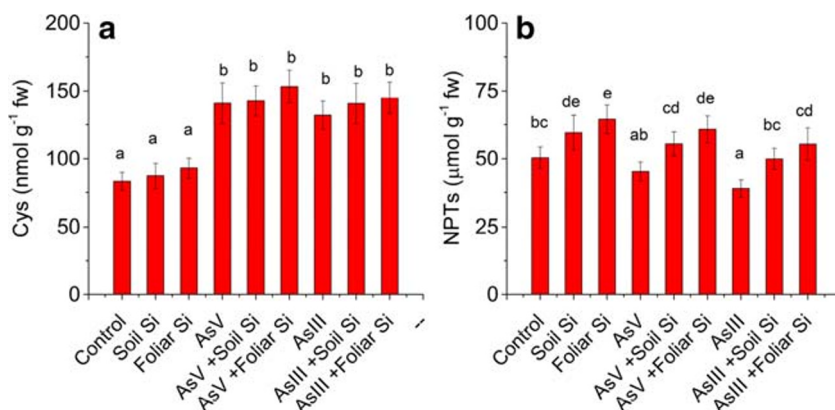 a
Cys (nmol g⁻¹ fw)
200
150
100
50
0
a
a
a
b
b
b
b
b
b
Control
Soil Si
Foliar Si
AsV
AsV +Soil Si
AsV +Foliar Si
AsIII
AsIII +Soil Si
AsIII +Foliar Si
--
b
NPTs (μmol g⁻¹ fw)
100
75
50
25
0
bc
de
e
ab
cd
de
a
bc
cd
Control
Soil Si
Foliar Si
AsV
AsV +Soil Si
AsV +Foliar Si
AsIII
AsIII +Soil Si
AsIII +Foliar Si